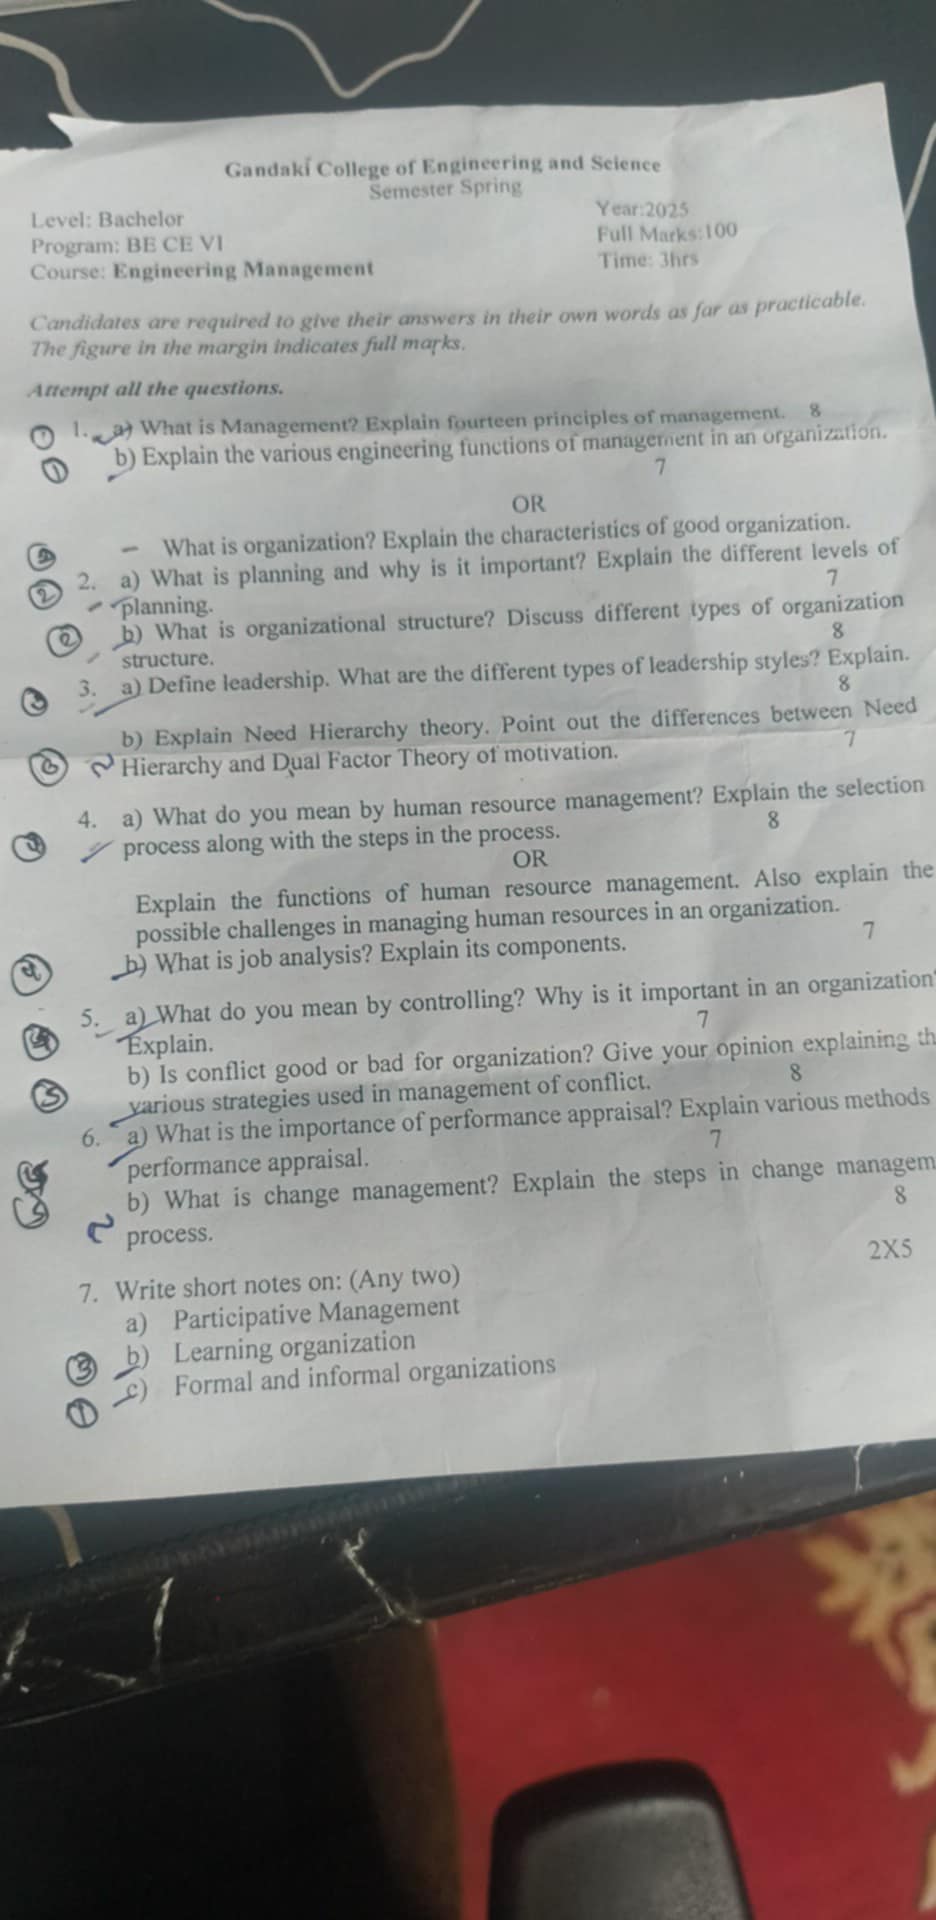 Gandaki College of Engineering and Science
Semester Spring
Level: Bachelor
Year:2025
Program: BE CE VI
Full Marks:100
Course: Engineering Management
Time: 3hrs
Candidates are required to give their answers in their own words as far as practicable.
The figure in the margin indicates full marks.
Attempt all the questions.
① 1. a) What is Management? Explain fourteen principles of management. 8
① b) Explain the various engineering functions of management in an organization.
7
OR
– What is organization? Explain the characteristics of good organization.
② 2. a) What is planning and why is it important? Explain the different levels of
planning. 7
② b) What is organizational structure? Discuss different types of organization
structure. 8
③ 3. a) Define leadership. What are the different types of leadership styles? Explain.
8
b) Explain Need Hierarchy theory. Point out the differences between Need
Hierarchy and Dual Factor Theory of motivation. 7
4. a) What do you mean by human resource management? Explain the selection
process along with the steps in the process. 8
OR
Explain the functions of human resource management. Also explain the
possible challenges in managing human resources in an organization.
④ b) What is job analysis? Explain its components. 7
5. a) What do you mean by controlling? Why is it important in an organization
Explain. 7
b) Is conflict good or bad for organization? Give your opinion explaining th
⑤ various strategies used in management of conflict. 8
6. a) What is the importance of performance appraisal? Explain various methods
performance appraisal. 7
b) What is change management? Explain the steps in change managem
process. 8
7. Write short notes on: (Any two) 2X5
a) Participative Management
③ b) Learning organization
① c) Formal and informal organizations